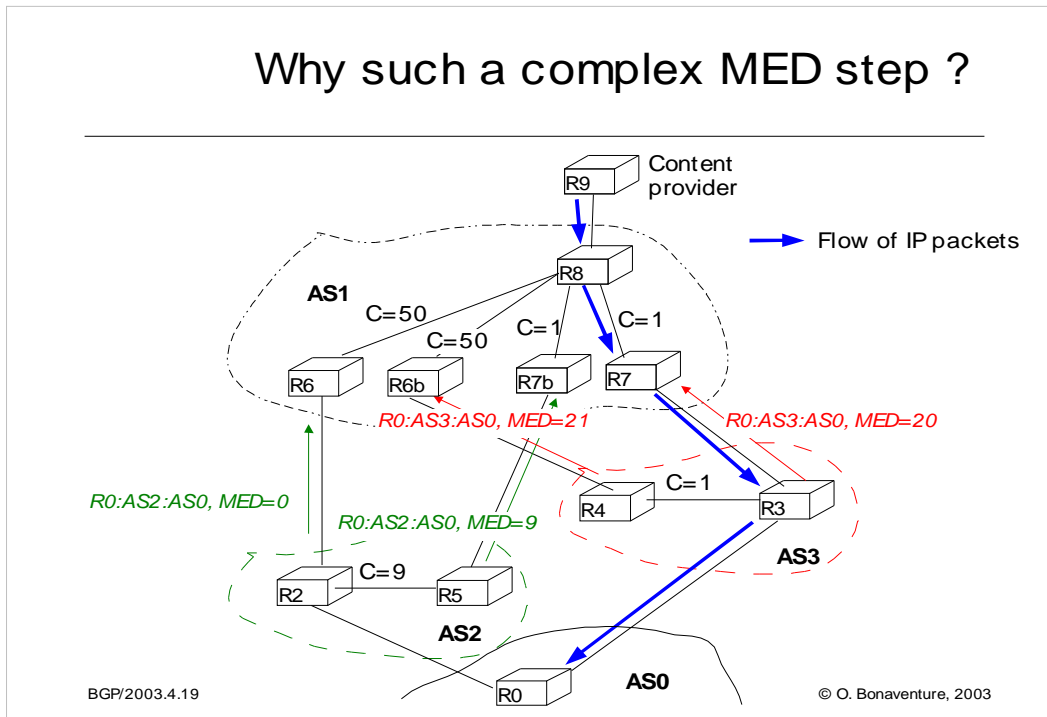 Why such a complex MED step ?
Content
provider
R9
Flow of IP packets
R8
AS1
C=50
C=50
C=1
C=1
R6
R6b
R7b
R7
R0:AS3:AS0, MED=21
R0:AS3:AS0, MED=20
R0:AS2:AS0, MED=0
R0:AS2:AS0, MED=9
C=1
R4
R3
AS3
C=9
R2
R5
AS2
R0
AS0
BGP/2003.4.19
© O. Bonaventure, 2003